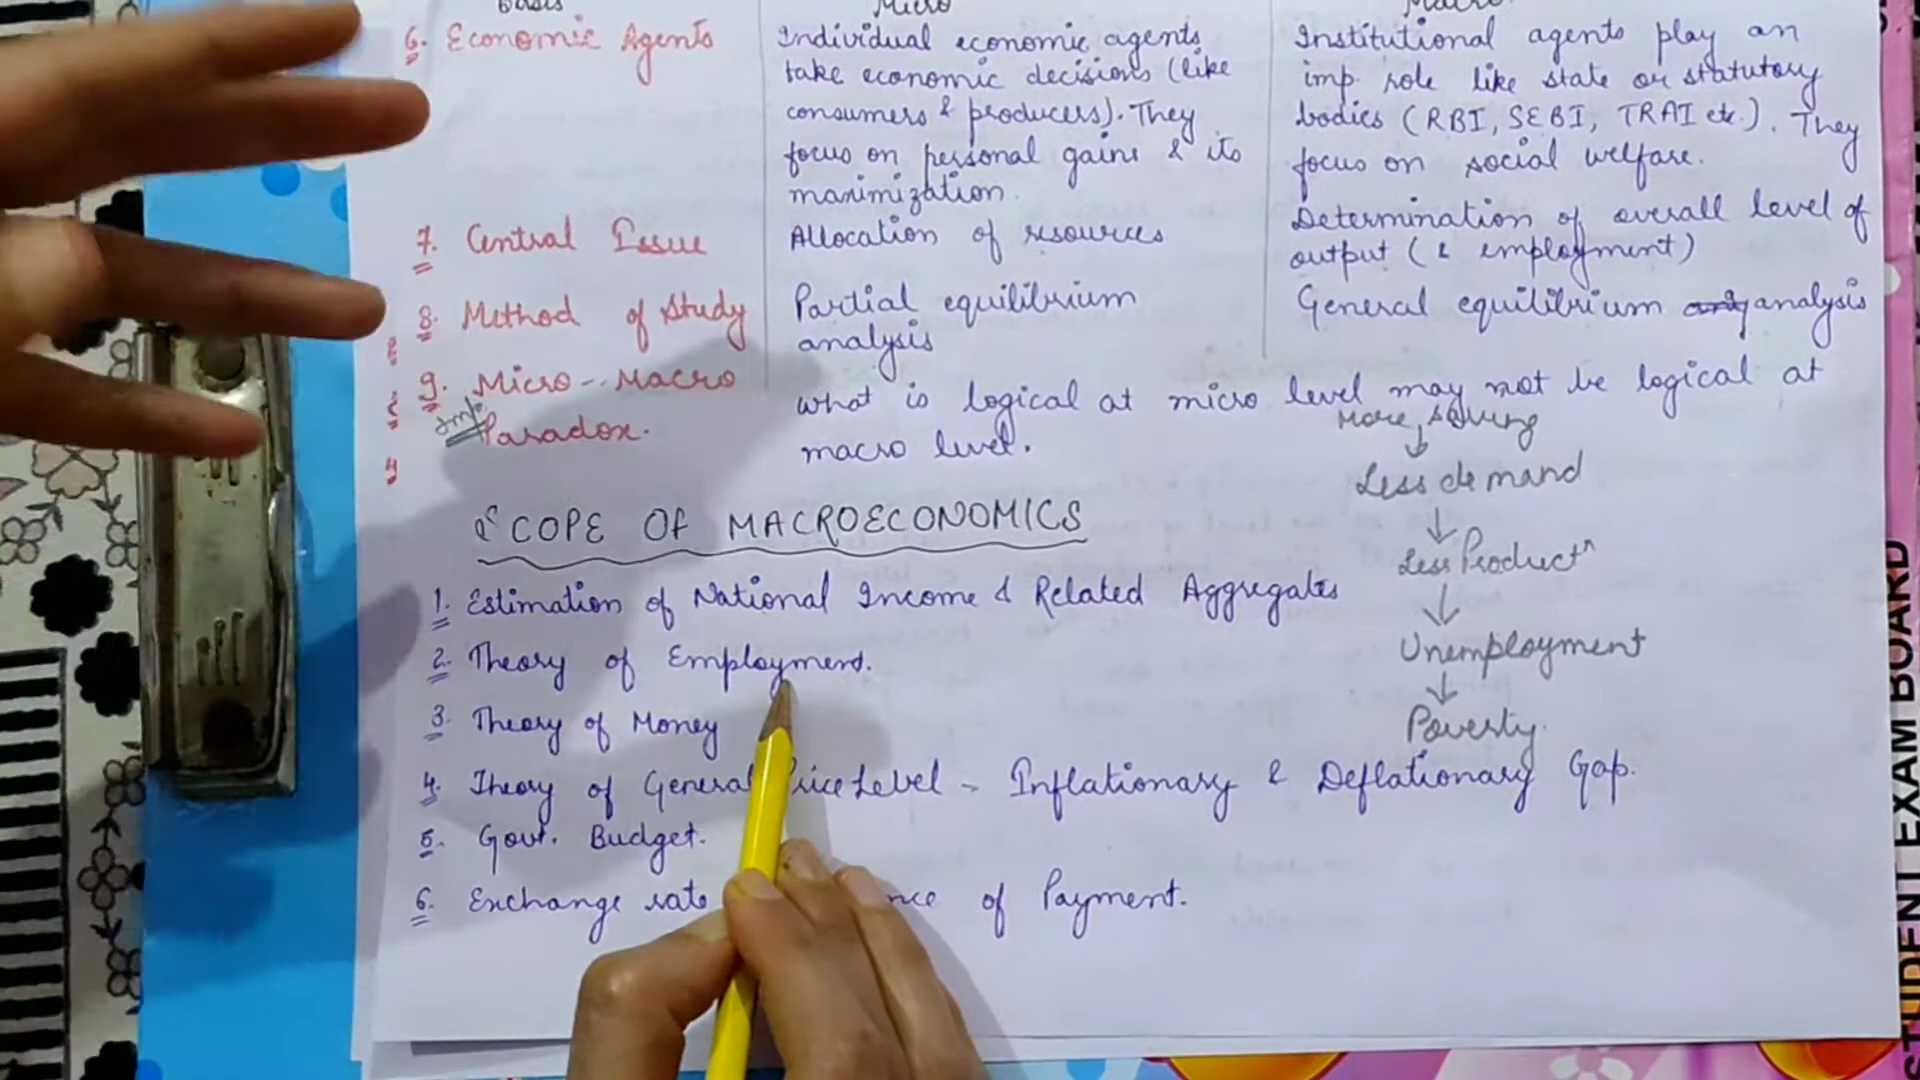 Basis Micro Macro
6. Economic Agents
Individual economic agents
take economic decisions (like
consumers & producers). They
focus on personal gains & its
maximization.
Institutional agents play an
imp. role like state or statutory
bodies (RBI, SEBI, TRAI etc.). They
focus on social welfare.
7. Central Issue
Allocation of resources
Determination of overall level of
output (& employment)
8. Method of Study
Partial equilibrium
analysis
General equilibrium analysis
9. Micro-Macro
Imp. Paradox.
What is logical at micro level may not be logical at
macro level.
More saving
↓
Less demand
↓
Less Productⁿ
↓
Unemployment
↓
Poverty.
SCOPE OF MACROECONOMICS
1. Estimation of National Income & Related Aggregates
2. Theory of Employment.
3. Theory of Money
4. Theory of General Price Level - Inflationary & Deflationary Gap.
5. Govt. Budget.
6. Exchange rate of Payment.
STUDENT EXAM BOARD